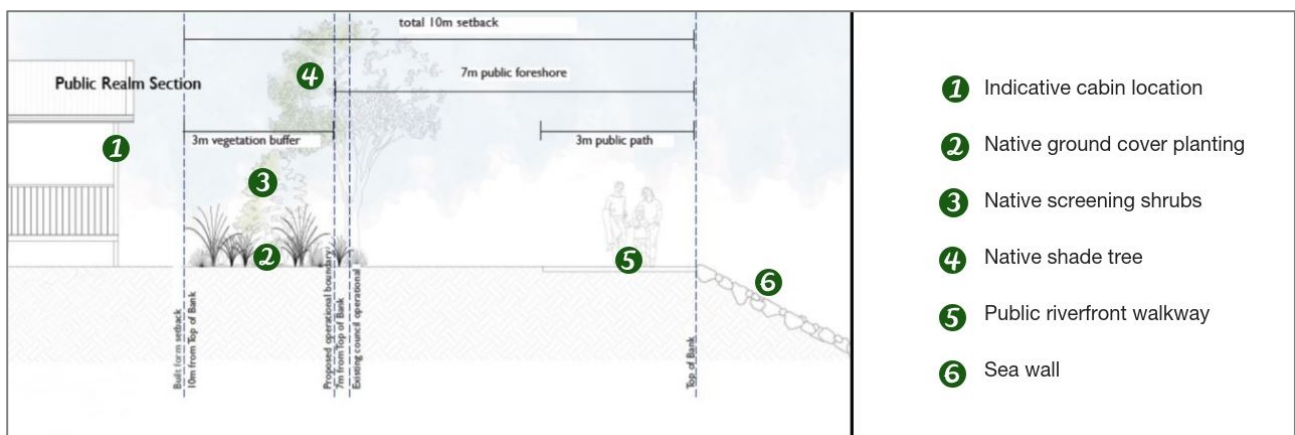 total 10m setback
4
7m public foreshore
Public Realm Section
1
3m vegetation buffer
3m public path
3
2
5
6
Built form setback
10m from Top of Bank
Proposed operational boundary
7m from Top of Bank
Existing council operational
Top of Bank
1 Indicative cabin location
2 Native ground cover planting
3 Native screening shrubs
4 Native shade tree
5 Public riverfront walkway
6 Sea wall